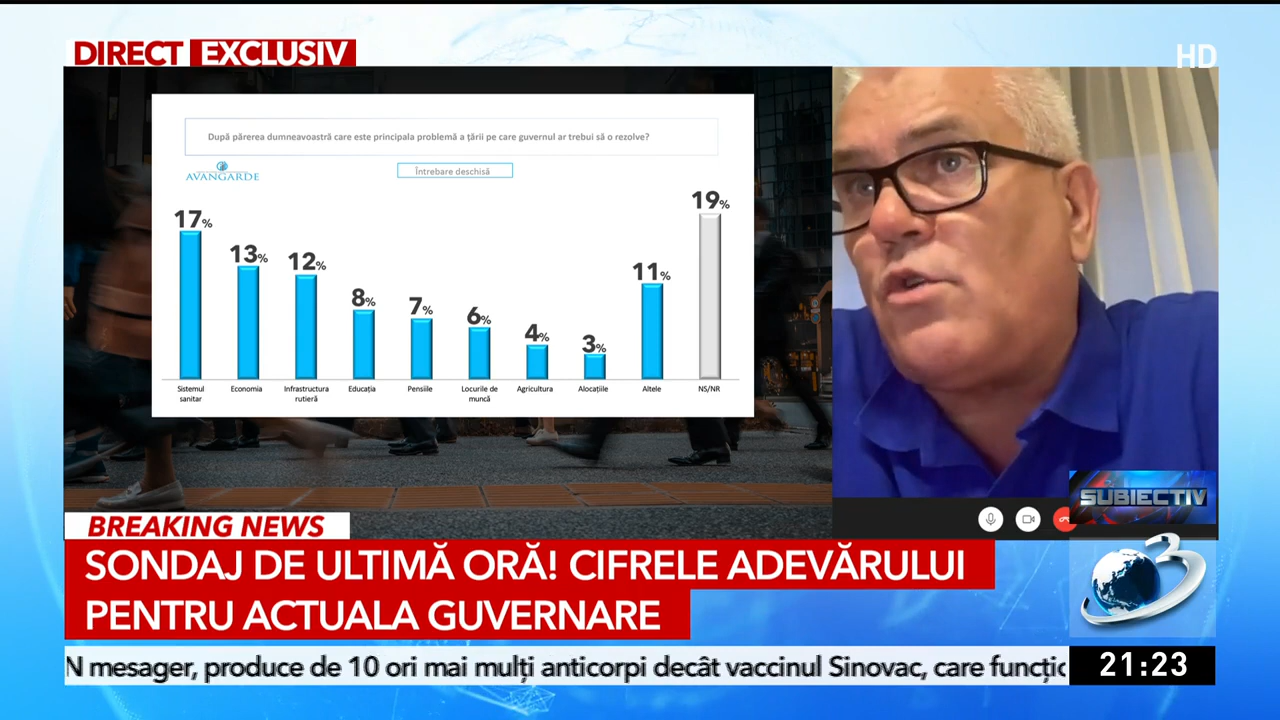 DIRECT EXCLUSIV
HD
După părerea dumneavoastră care este principala problemă a țării pe care guvernul ar trebui să o rezolve?
AVANGARDE
Întrebare deschisă
17%
13%
12%
8%
7%
6%
4%
3%
11%
19%
Sistemul sanitar
Economia
Infrastructura rutieră
Educația
Pensiile
Locurile de muncă
Agricultura
Alocațiile
Altele
NS/NR
SUBIECTIV
BREAKING NEWS
SONDAJ DE ULTIMĂ ORĂ! CIFRELE ADEVĂRULUI
PENTRU ACTUALA GUVERNARE
3
N mesager, produce de 10 ori mai mulți anticorpi decât vaccinul Sinovac, care funcțic
21:23